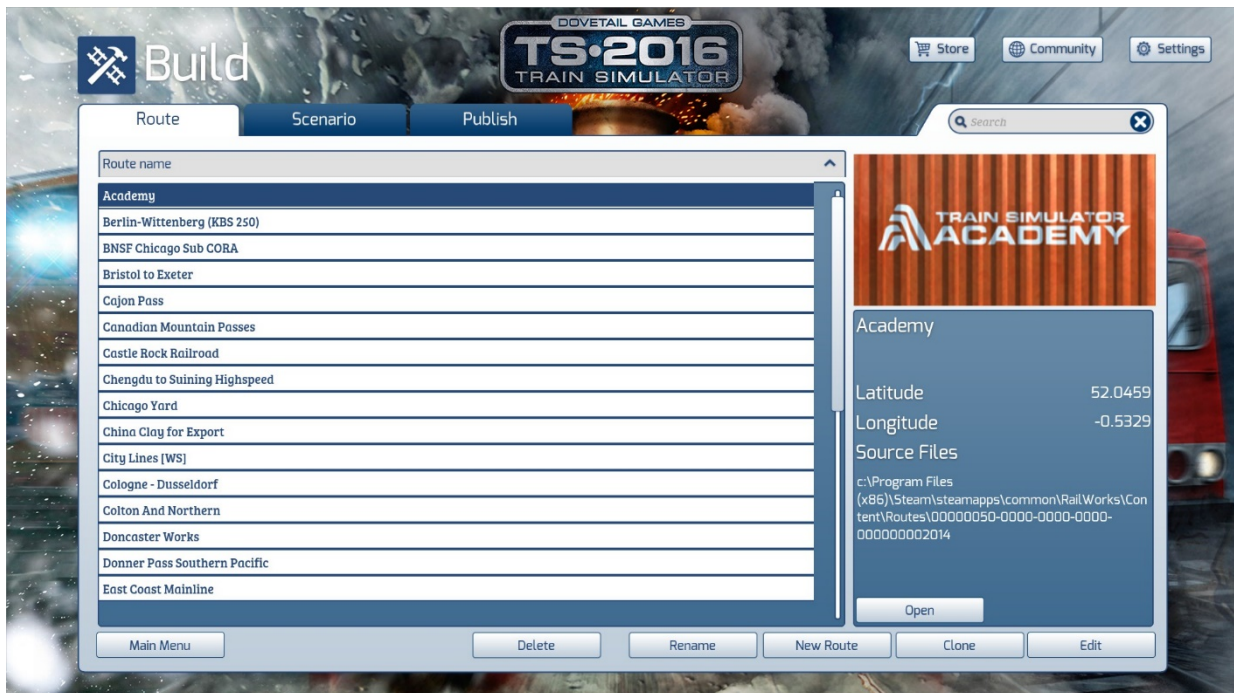 Build
DOVETAIL GAMES
TS•2016
TRAIN SIMULATOR
Store
Community
Settings
Route
Scenario
Publish
Search
Route name
Academy
Berlin-Wittenberg (KBS 250)
BNSF Chicago Sub CORA
Bristol to Exeter
Cajon Pass
Canadian Mountain Passes
Castle Rock Railroad
Chengdu to Suining Highspeed
Chicago Yard
China Clay for Export
City Lines [WS]
Cologne - Dusseldorf
Colton And Northern
Doncaster Works
Donner Pass Southern Pacific
East Coast Mainline
TRAIN SIMULATOR
ACADEMY
Academy
Latitude 52.0459
Longitude -0.5329
Source Files
c:\Program Files
(x86)\Steam\steamapps\common\RailWorks\Con
tent\Routes\00000050-0000-0000-0000-
000000002014
Open
Main Menu
Delete
Rename
New Route
Clone
Edit